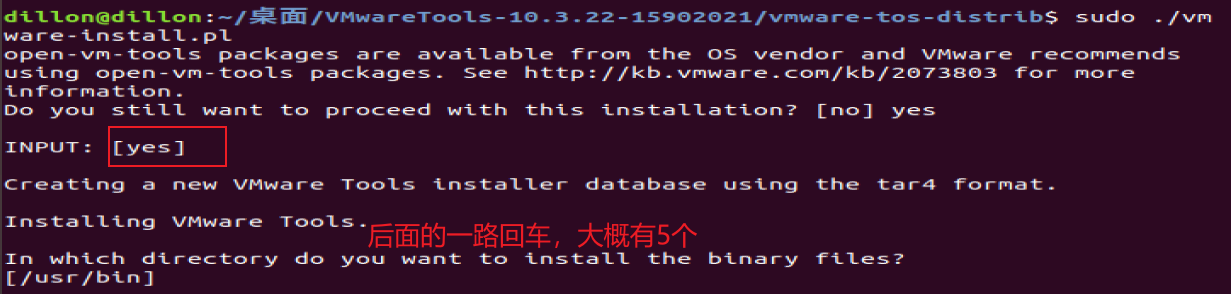 dillon@dillon:~/桌面/VMwareTools-10.3.22-15902021/vmware-tos-distrib$ sudo ./vm
ware-install.pl
open-vm-tools packages are available from the OS vendor and VMware recommends
using open-vm-tools packages. See http://kb.vmware.com/kb/2073803 for more
information.
Do you still want to proceed with this installation? [no] yes
INPUT: [yes]
Creating a new VMware Tools installer database using the tar4 format.
Installing VMware Tools.
后面的一路回车，大概有5个
In which directory do you want to install the binary files?
[/usr/bin]